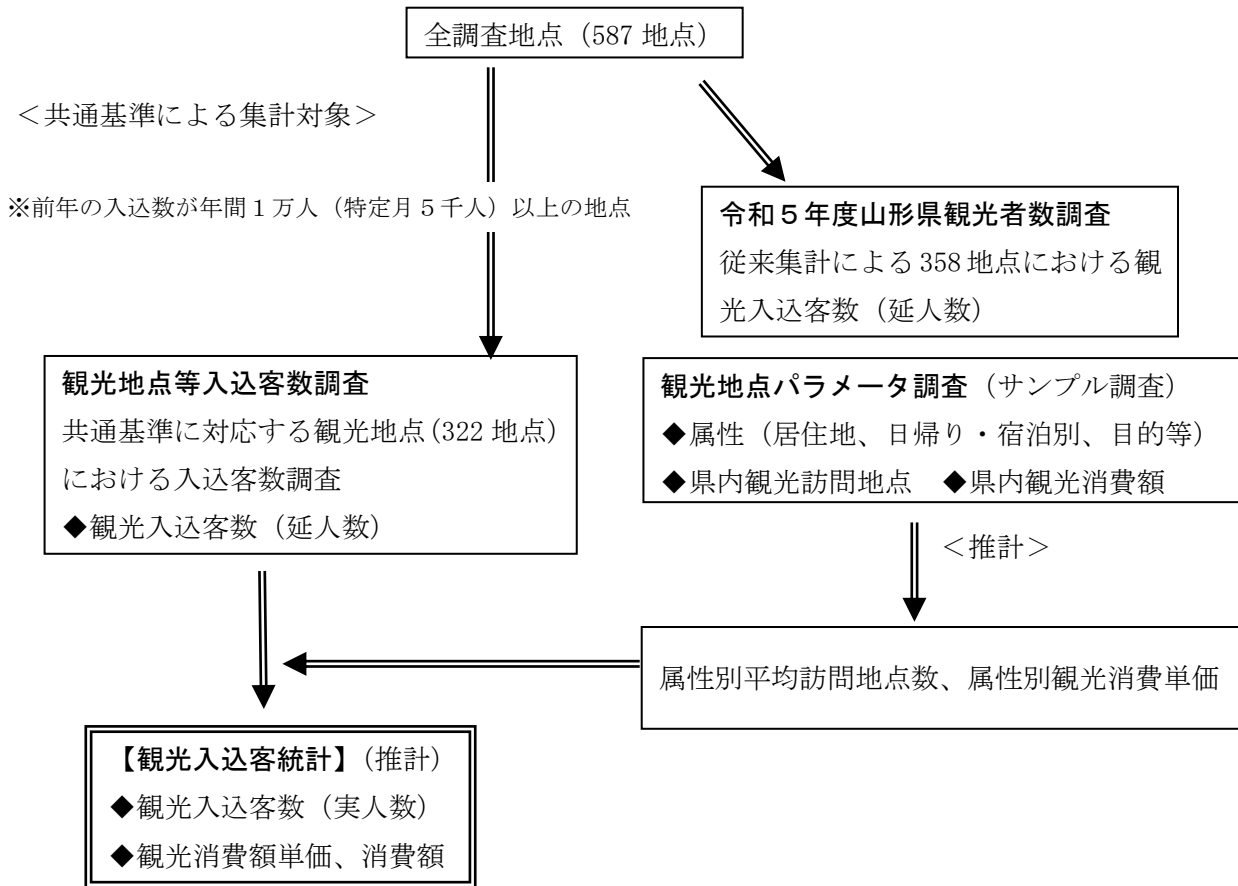 全調査地点（587 地点）
＜共通基準による集計対象＞
※前年の入込数が年間１万人（特定月５千人）以上の地点
令和５年度山形県観光者数調査
従来集計による 358 地点における観
光入込客数（延人数）
観光地点等入込客数調査
共通基準に対応する観光地点(322 地点)
における入込客数調査
◆観光入込客数（延人数）
観光地点パラメータ調査（サンプル調査）
◆属性（居住地、日帰り・宿泊別、目的等）
◆県内観光訪問地点　◆県内観光消費額
＜推計＞
属性別平均訪問地点数、属性別観光消費単価
【観光入込客統計】(推計）
◆観光入込客数（実人数）
◆観光消費額単価、消費額